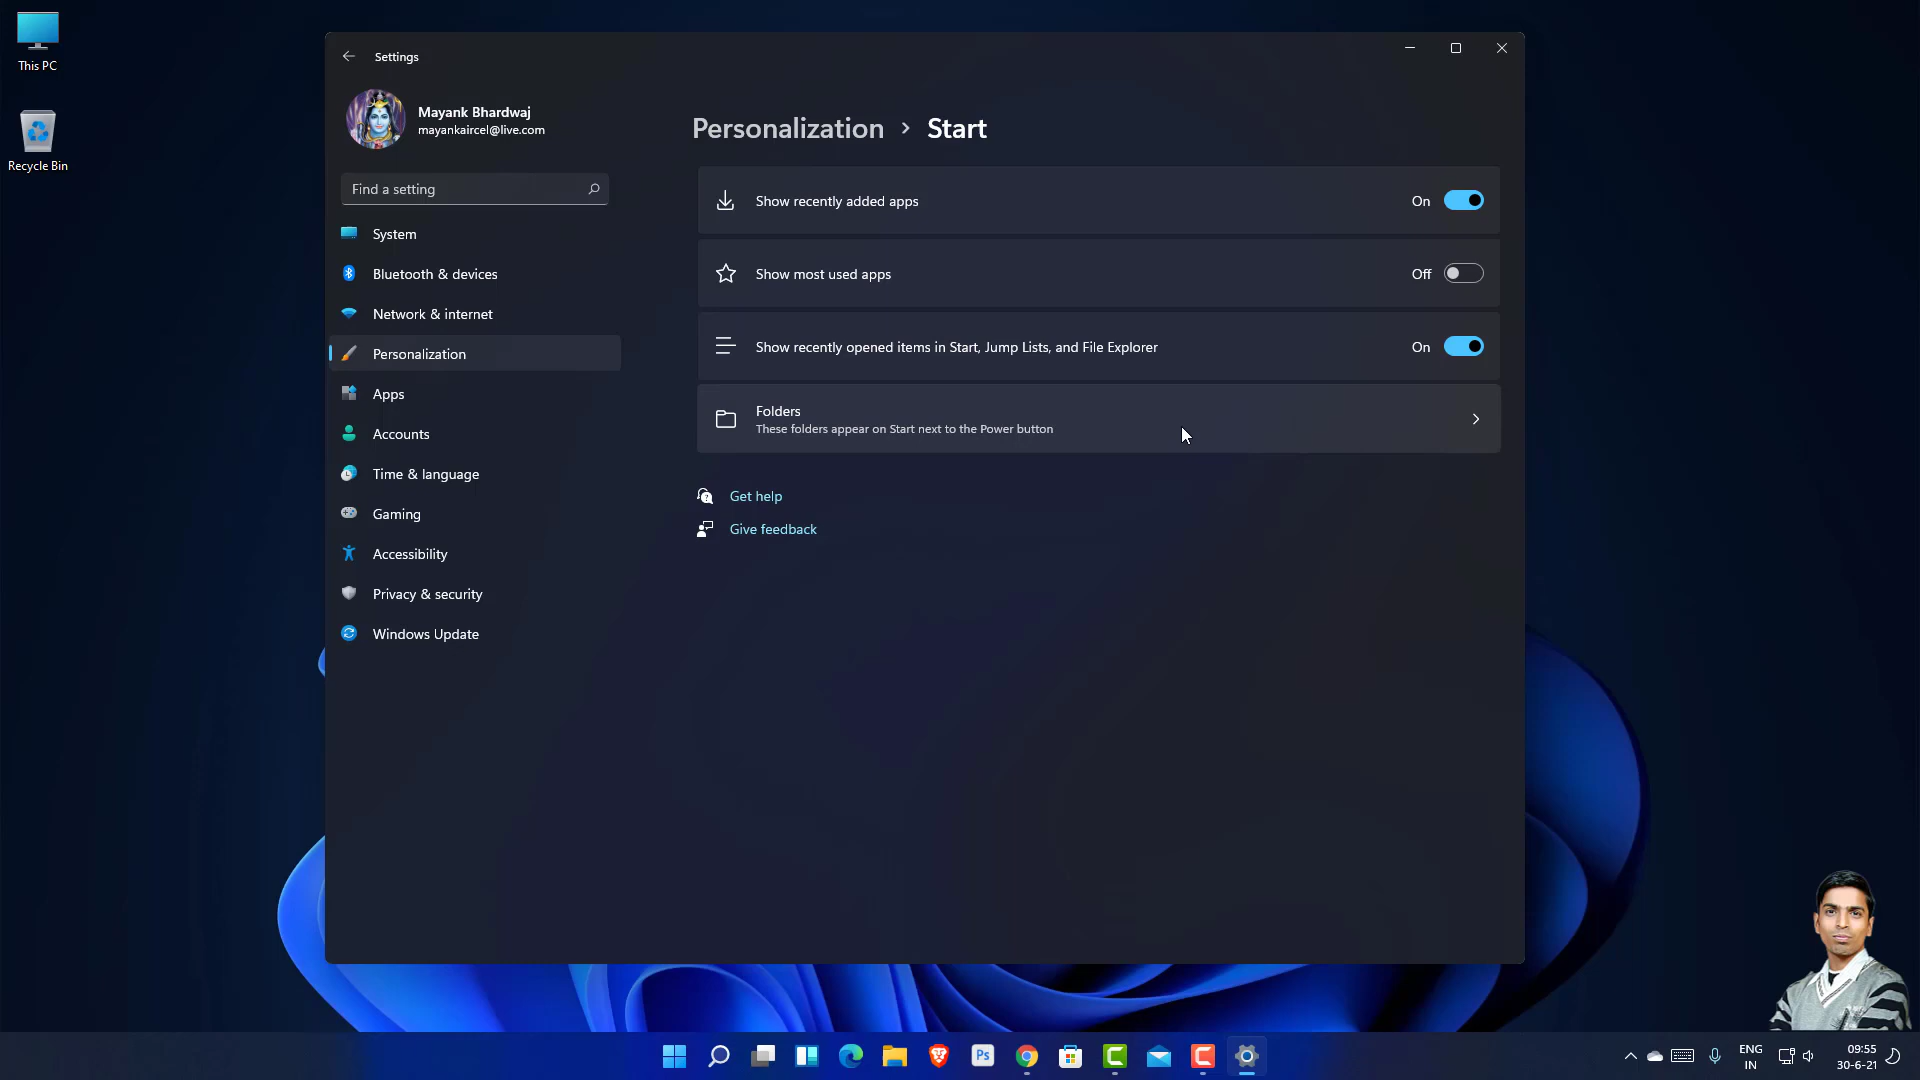 This PC
Recycle Bin
Settings
Mayank Bhardwaj
mayankaircel@live.com
Find a setting
System
Bluetooth & devices
Network & internet
Personalization
Apps
Accounts
Time & language
Gaming
Accessibility
Privacy & security
Windows Update
Personalization > Start
Show recently added apps On
Show most used apps Off
Show recently opened items in Start, Jump Lists, and File Explorer On
Folders
These folders appear on Start next to the Power button
Get help
Give feedback
Ps
ENG
IN
09:55
30-6-21